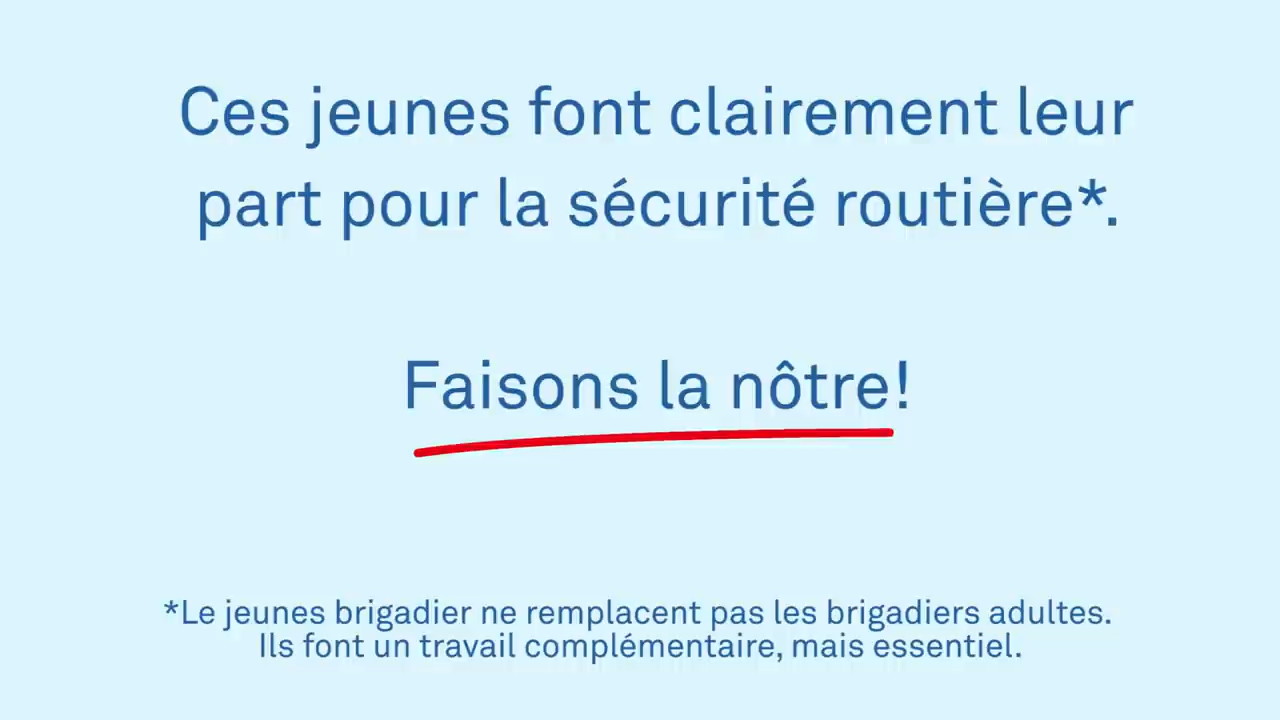 Ces jeunes font clairement leur
part pour la sécurité routière*.
Faisons la nôtre!
*Le jeunes brigadier ne remplacent pas les brigadiers adultes.
Ils font un travail complémentaire, mais essentiel.